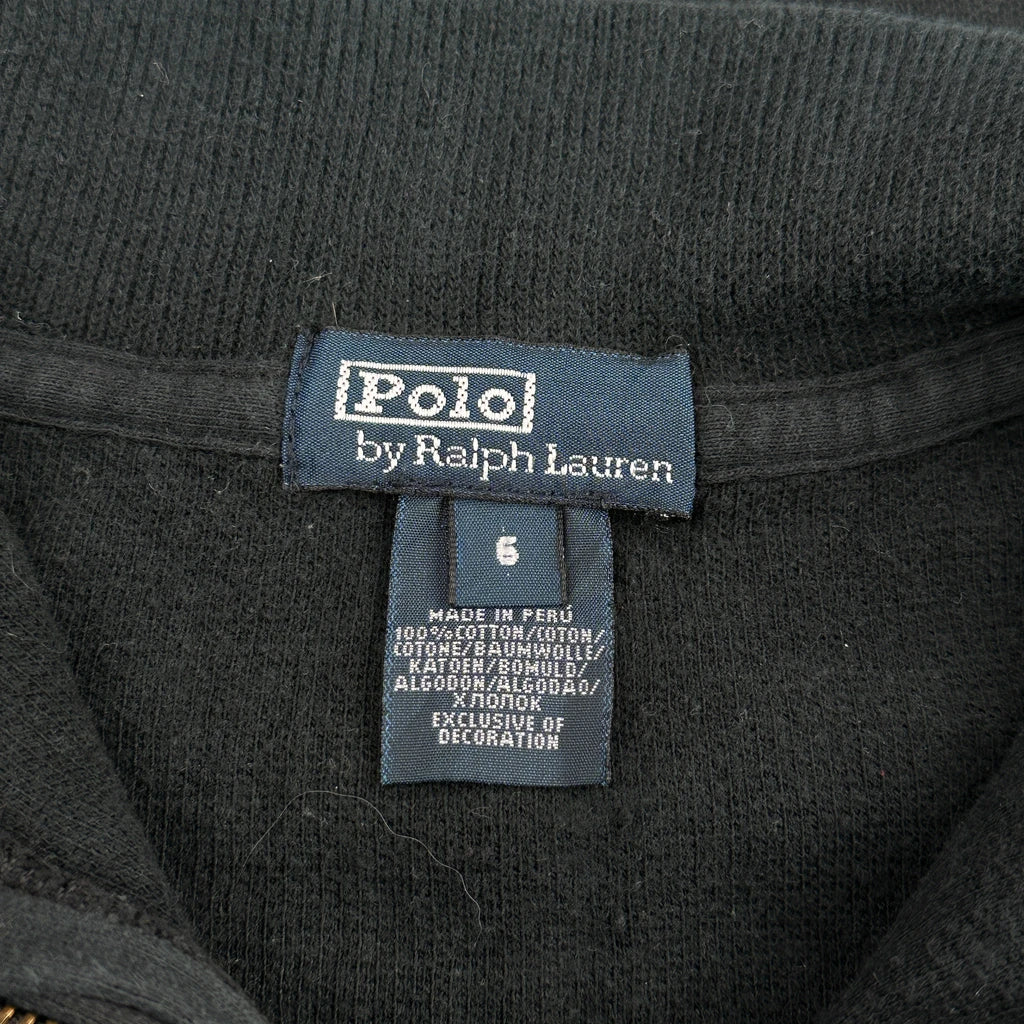 Polo
by Ralph Lauren
6
MADE IN PERÚ
100% COTTON/COTON/
COTONE/BAUMWOLLE/
KATOEN/BOMULD/
ALGODON/ALGODAO/
ХЛОПОК
EXCLUSIVE OF
DECORATION